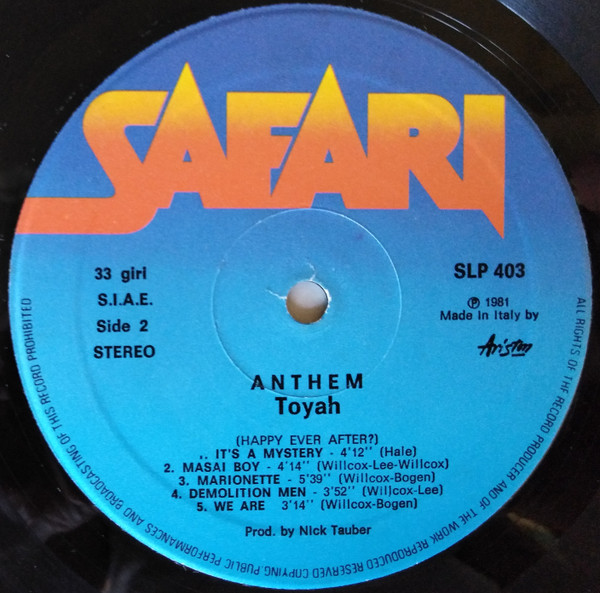 SAFARI
33 giri
S.I.A.E.
Side 2
STEREO
SLP 403
℗ 1981
Made In Italy by
Ariston
ANTHEM
Toyah
(HAPPY EVER AFTER?)
1. IT'S A MYSTERY - 4'12'' (Hale)
2. MASAI BOY - 4'14'' (Willcox-Lee-Willcox)
3. MARIONETTE - 5'39'' (Willcox-Bogen)
4. DEMOLITION MEN - 3'52'' (Willcox-Lee)
5. WE ARE 3'14'' (Willcox-Bogen)
Prod. by Nick Tauber
ALL RIGHTS OF THE RECORD PRODUCER AND OF THE WORK REPRODUCED RESERVED COPYING PUBLIC PERFORMANCES AND BROADCASTING OF THIS RECORD PROHIBITED